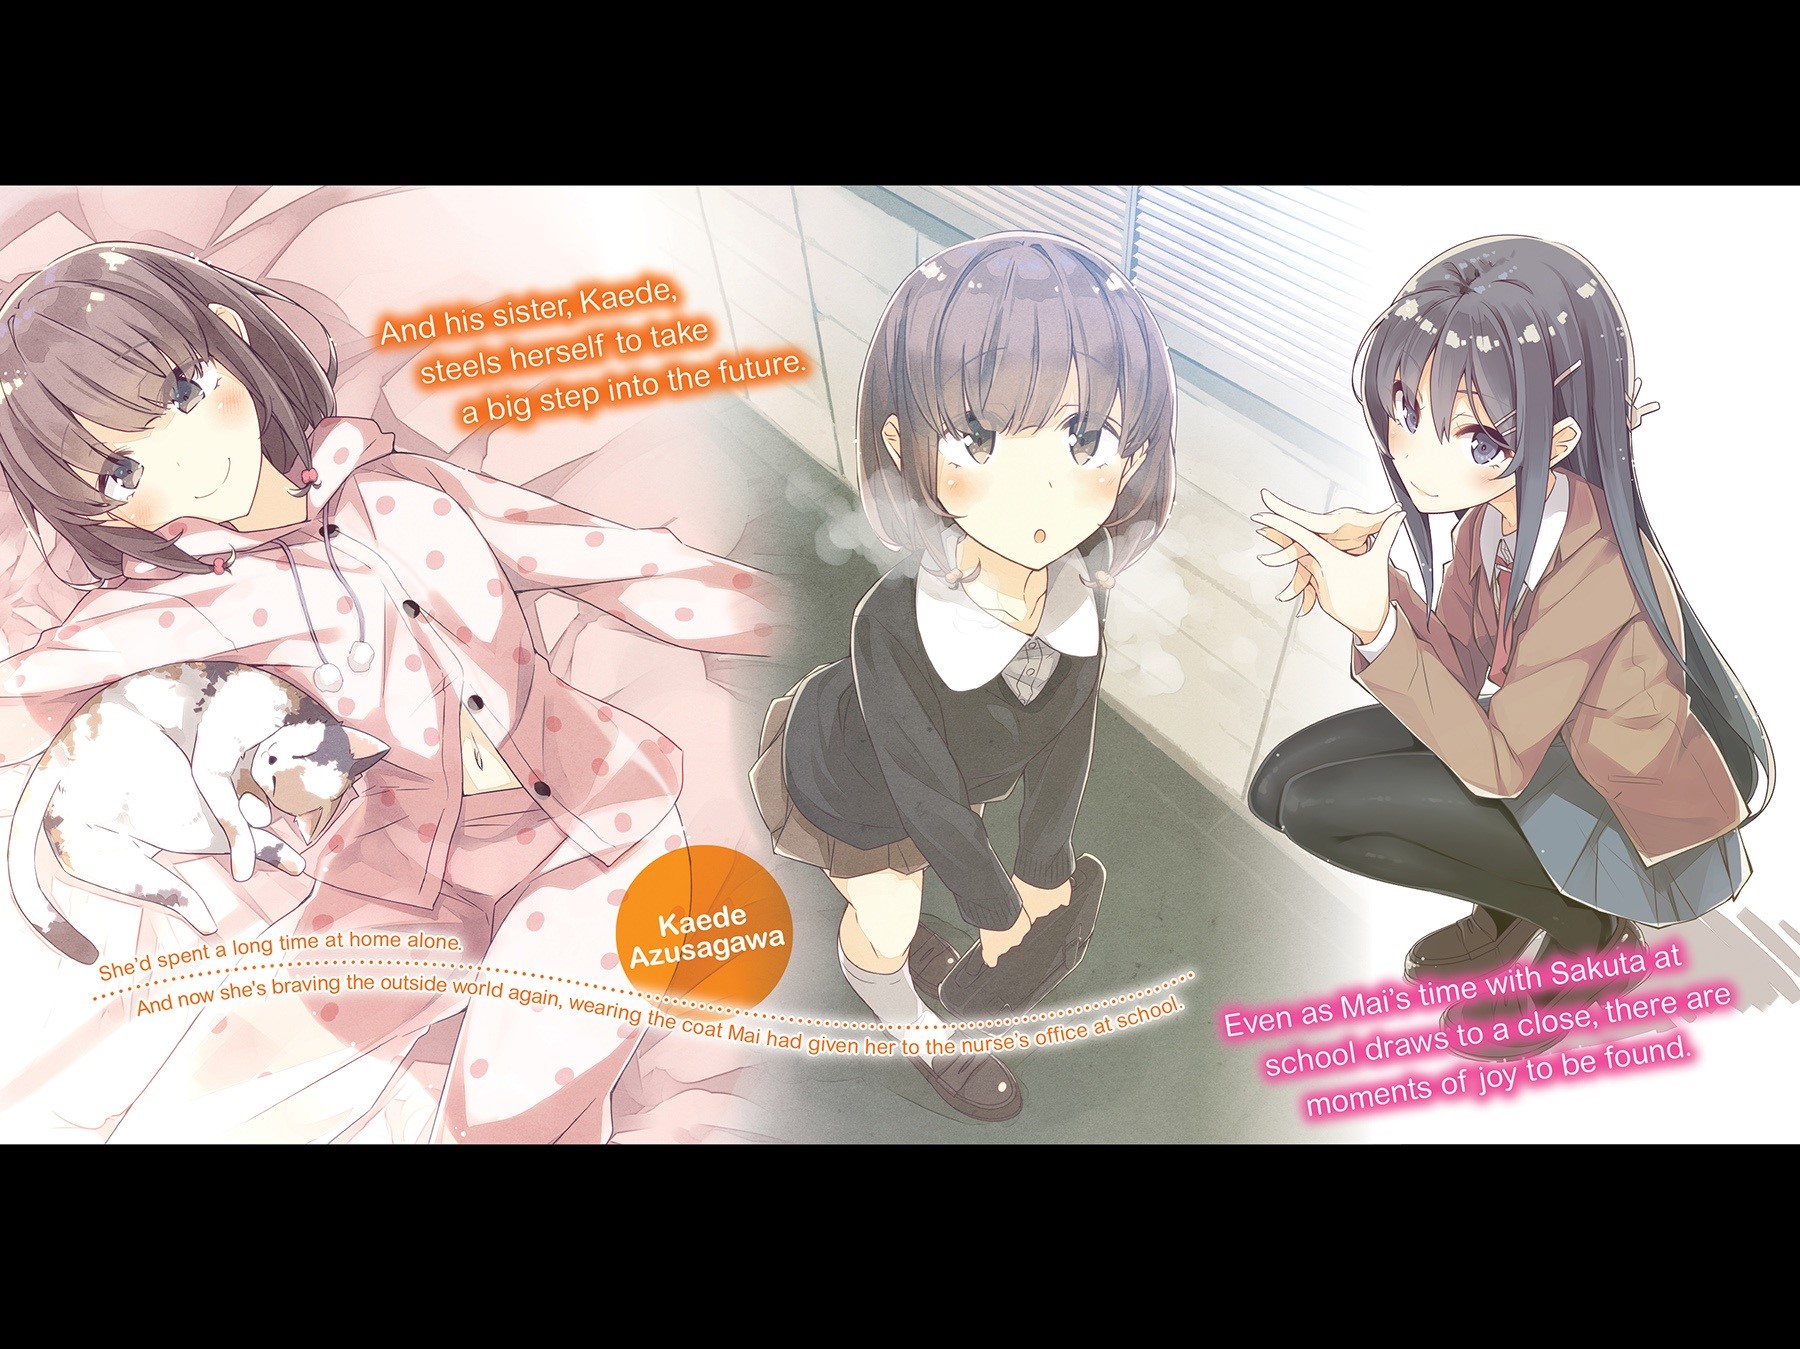 And his sister, Kaede,
steels herself to take
a big step into the future.
Kaede
Azusagawa
She'd spent a long time at home alone.
And now she's braving the outside world again, wearing the coat Mai had given her to the nurse's office at school.
Even as Mai's time with Sakuta at
school draws to a close, there are
moments of joy to be found.